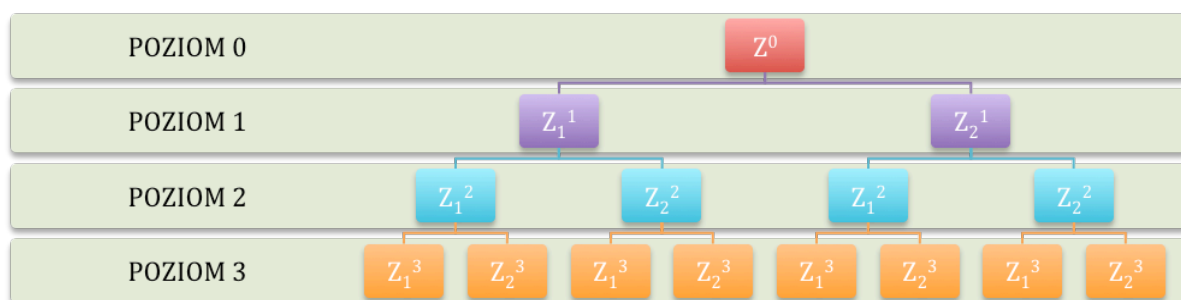 POZIOM 0 Z⁰
POZIOM 1 Z₁¹ Z₂¹
POZIOM 2 Z₁² Z₂² Z₁² Z₂²
POZIOM 3 Z₁³ Z₂³ Z₁³ Z₂³ Z₁³ Z₂³ Z₁³ Z₂³